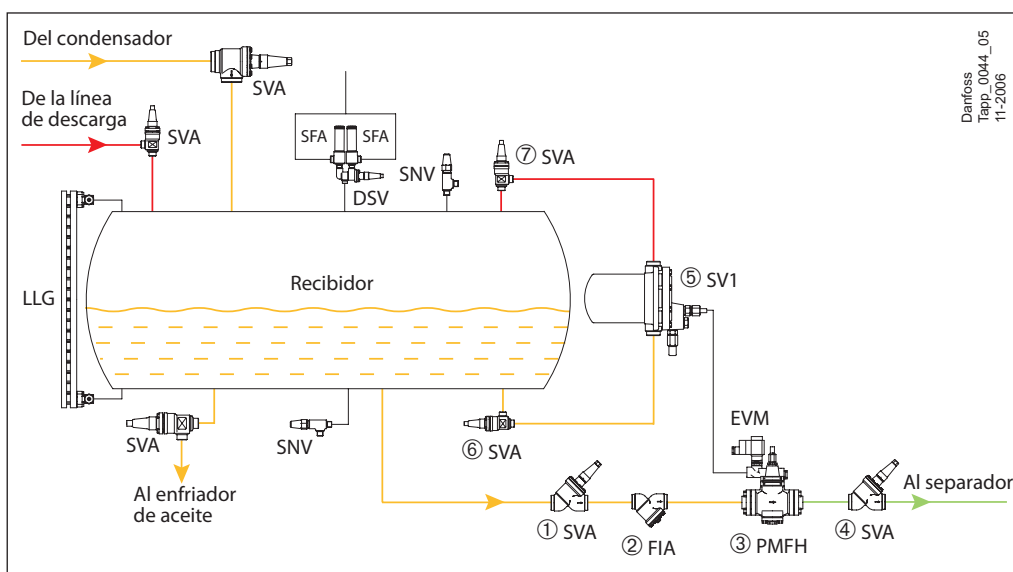 Del condensador
SVA
De la línea
de descarga
SVA
SFA
SFA
DSV
SNV
⑦ SVA
Danfoss
Tapp_0044_05
11-2006
LLG
Recibidor
⑤ SV1
SVA
SNV
⑥ SVA
EVM
Al enfriador
de aceite
Al separador
① SVA
② FIA
③ PMFH
④ SVA